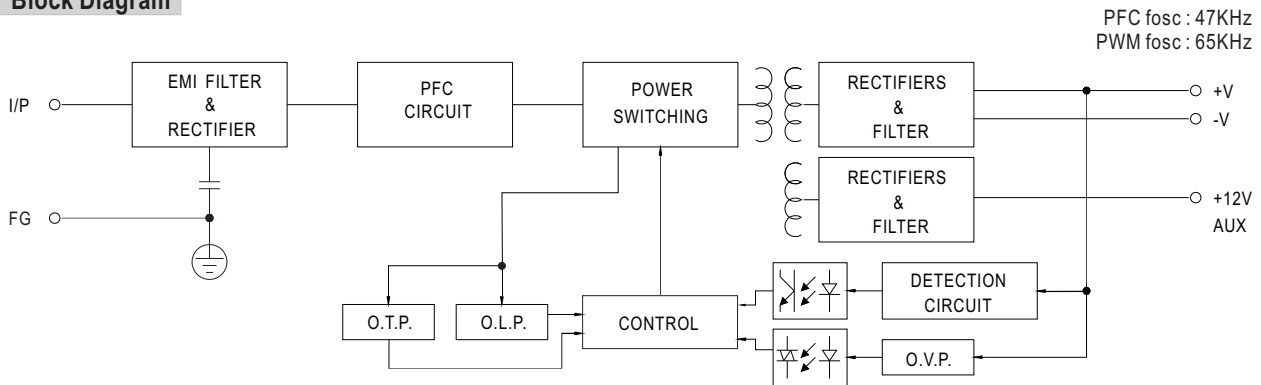 Block Diagram
PFC fosc : 47KHz
PWM fosc : 65KHz
I/P
EMI FILTER
&
RECTIFIER
PFC
CIRCUIT
POWER
SWITCHING
RECTIFIERS
&
FILTER
+V
-V
RECTIFIERS
&
FILTER
+12V
AUX
FG
DETECTION
CIRCUIT
O.T.P.
O.L.P.
CONTROL
O.V.P.